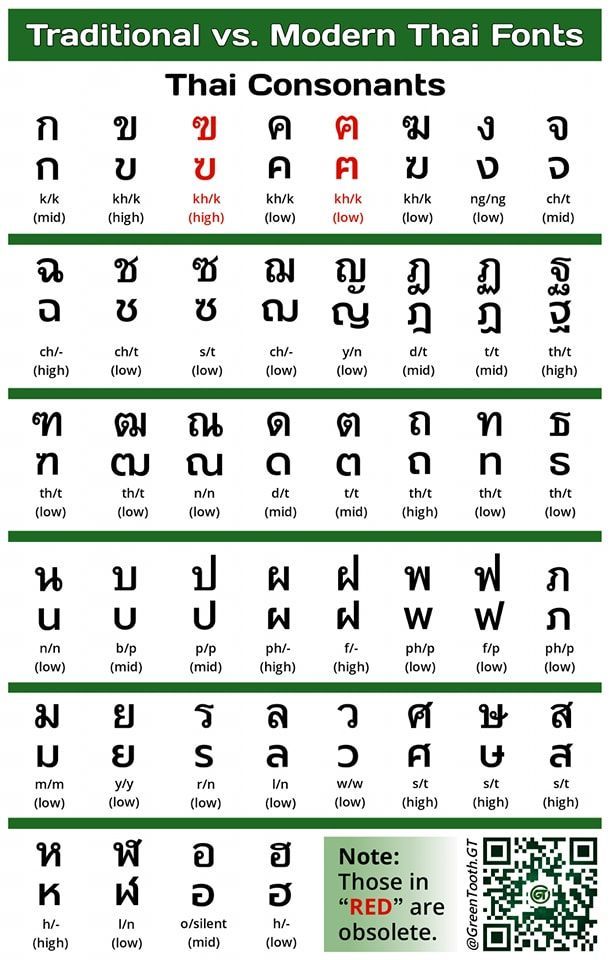 Traditional vs. Modern Thai Fonts
Thai Consonants
ก ข ฃ ค ฅ ฆ ง จ
ก ข ฃ ค ฅ ฆ ง จ
k/k kh/k kh/k kh/k kh/k kh/k ng/ng ch/t
(mid) (high) (high) (low) (low) (low) (low) (mid)
ฉ ช ซ ฌ ญ ฎ ฏ ฐ
ฉ ช ซ ฌ ญ ฎ ฏ ฐ
ch/- ch/t s/t ch/- y/n d/t t/t th/t
(high) (low) (low) (low) (low) (mid) (mid) (high)
ฑ ฒ ณ ด ต ถ ท ธ
ฑ ฒ ณ ด ต ถ ท ธ
th/t th/t n/n d/t t/t th/t th/t th/t
(low) (low) (low) (mid) (mid) (high) (low) (low)
น บ ป ผ ฝ พ ฟ ภ
น บ ป ผ ฝ พ ฟ ภ
n/n b/p p/p ph/- f/- ph/p f/p ph/p
(low) (mid) (mid) (high) (high) (low) (low) (low)
ม ย ร ล ว ศ ษ ส
ม ย ร ล ว ศ ษ ส
m/m y/y r/n l/n w/w s/t s/t s/t
(low) (low) (low) (low) (low) (high) (high) (high)
ห ฬ อ ฮ
ห ฬ อ ฮ
h/- l/n o/silent h/-
(high) (low) (mid) (low)
Note:
Those in
“RED” are
obsolete.
@GreenTooth.GT
GT